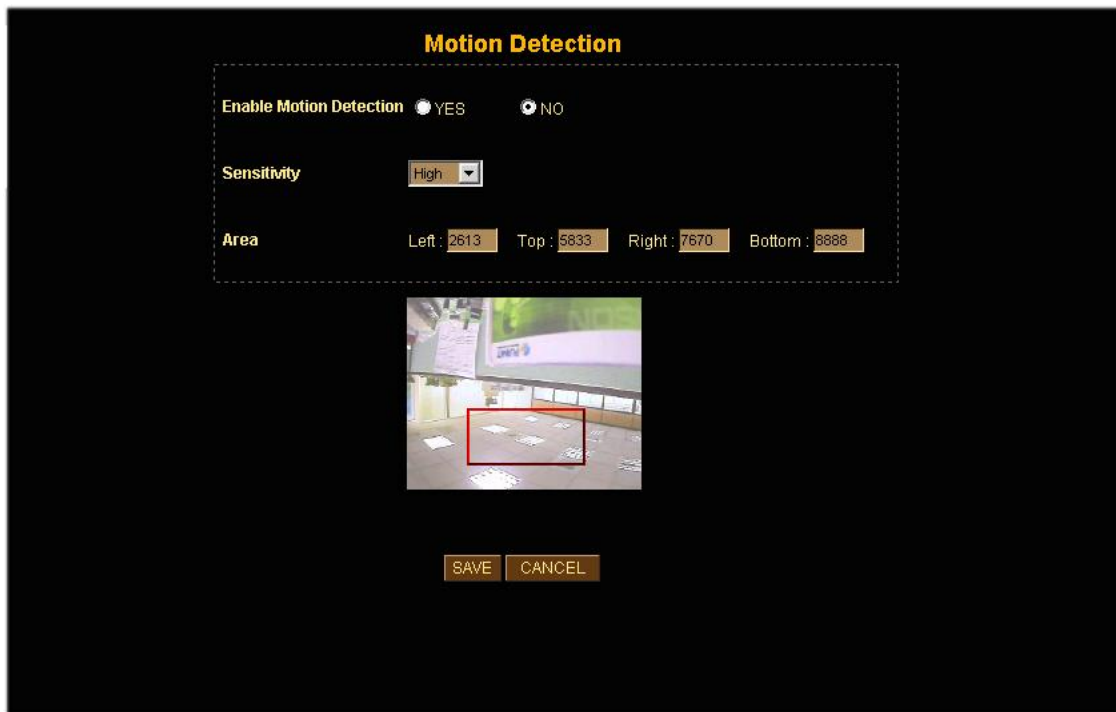 Motion Detection
Enable Motion Detection YES NO
Sensitivity High
Area Left : 2613 Top : 5833 Right : 7670 Bottom : 8888
SAVE CANCEL